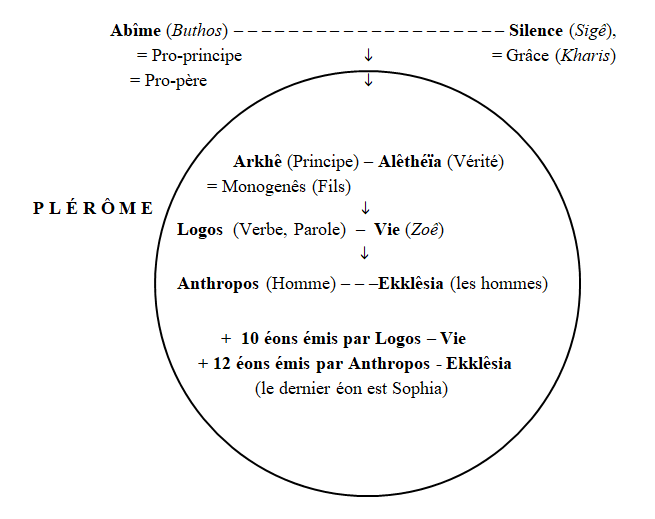 Abîme (Buthos) – – – – – – – – – – – – – – – – – – – – – – – – – Silence (Sigê),
= Pro-principe ↓ = Grâce (Kharis)
= Pro-père ↓
Arkhê (Principe) – Alêthéïa (Vérité)
= Monogenês (Fils)
PLÉRÔME ↓
Logos (Verbe, Parole) – Vie (Zoê)
↓
Anthropos (Homme) – – –Ekklêsia (les hommes)
+ 10 éons émis par Logos – Vie
+ 12 éons émis par Anthropos - Ekklêsia
(le dernier éon est Sophia)